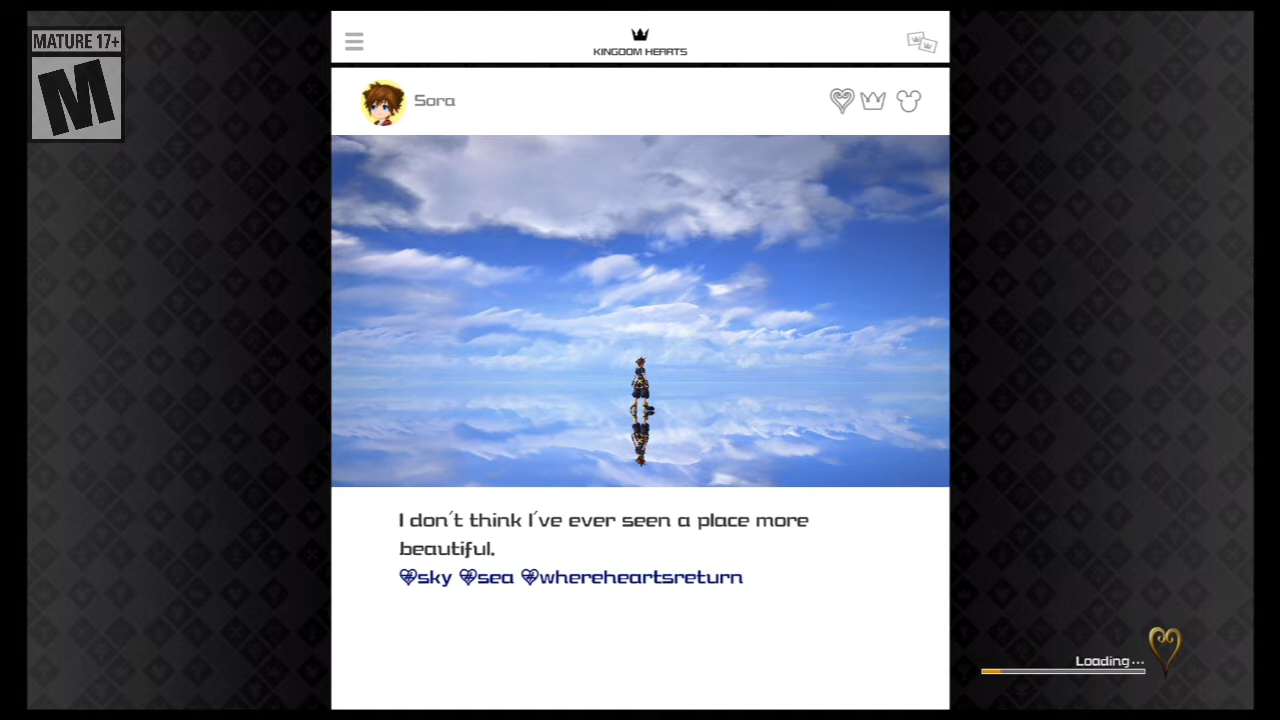 MATURE 17+
M
KINGDOM HEARTS
Sora
I don't think I've ever seen a place more
beautiful.
sky sea whereheartsreturn
Loading...